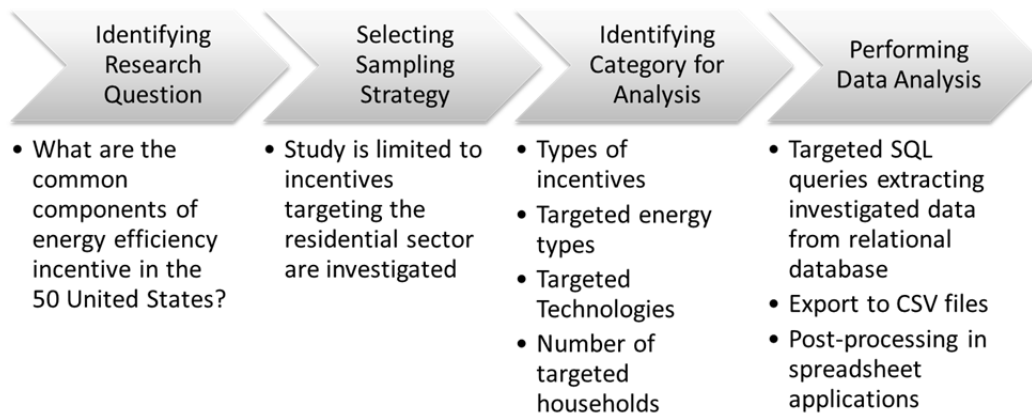 Identifying
Research
Question
• What are the
common
components of
energy efficiency
incentive in the
50 United States?
Selecting
Sampling
Strategy
• Study is limited to
incentives
targeting the
residential sector
are investigated
Identifying
Category for
Analysis
• Types of
incentives
• Targeted energy
types
• Targeted
Technologies
• Number of
targeted
households
Performing
Data Analysis
• Targeted SQL
queries extracting
investigated data
from relational
database
• Export to CSV files
• Post-processing in
spreadsheet
applications